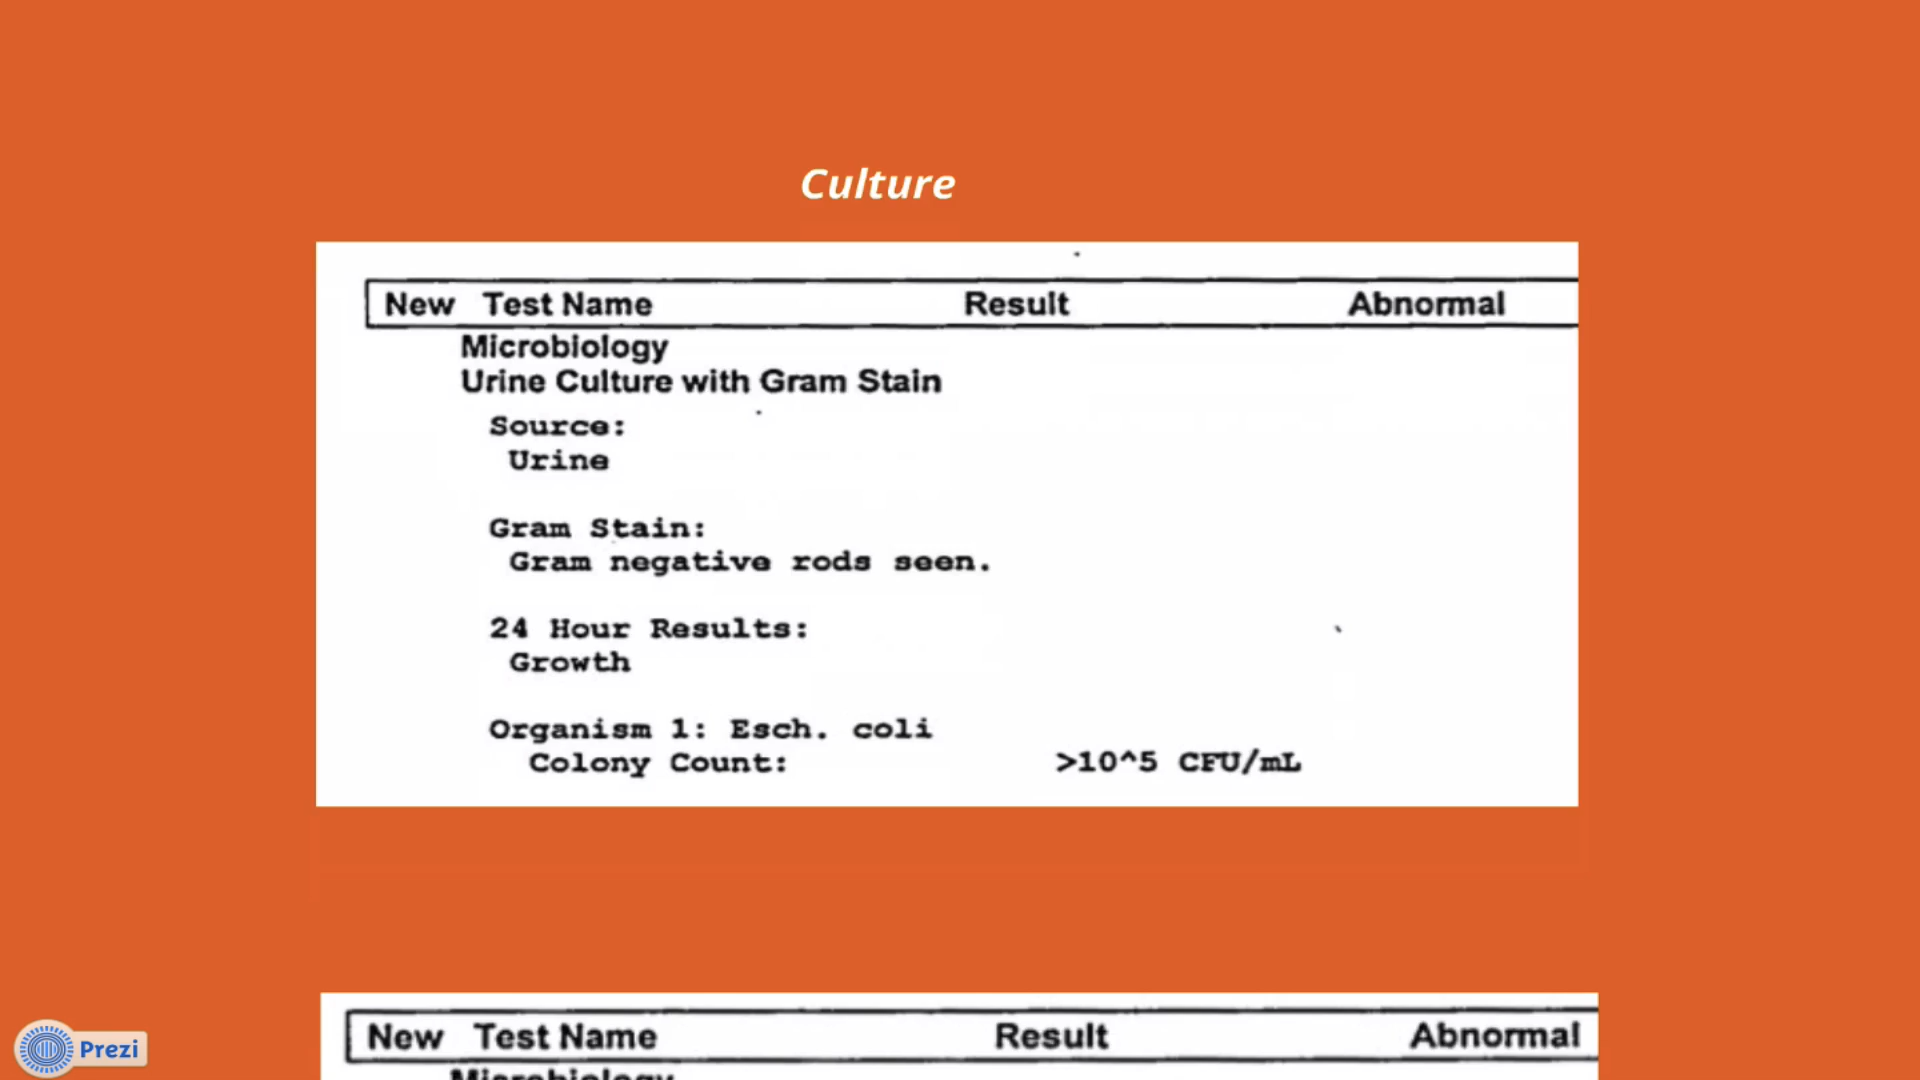 Culture
New Test Name Result Abnormal
Microbiology
Urine Culture with Gram Stain
Source:
Urine
Gram Stain:
Gram negative rods seen.
24 Hour Results:
Growth
Organism 1: Esch. coli
Colony Count: >10^5 CFU/mL
New Test Name Result Abnormal
Microbiology
Prezi